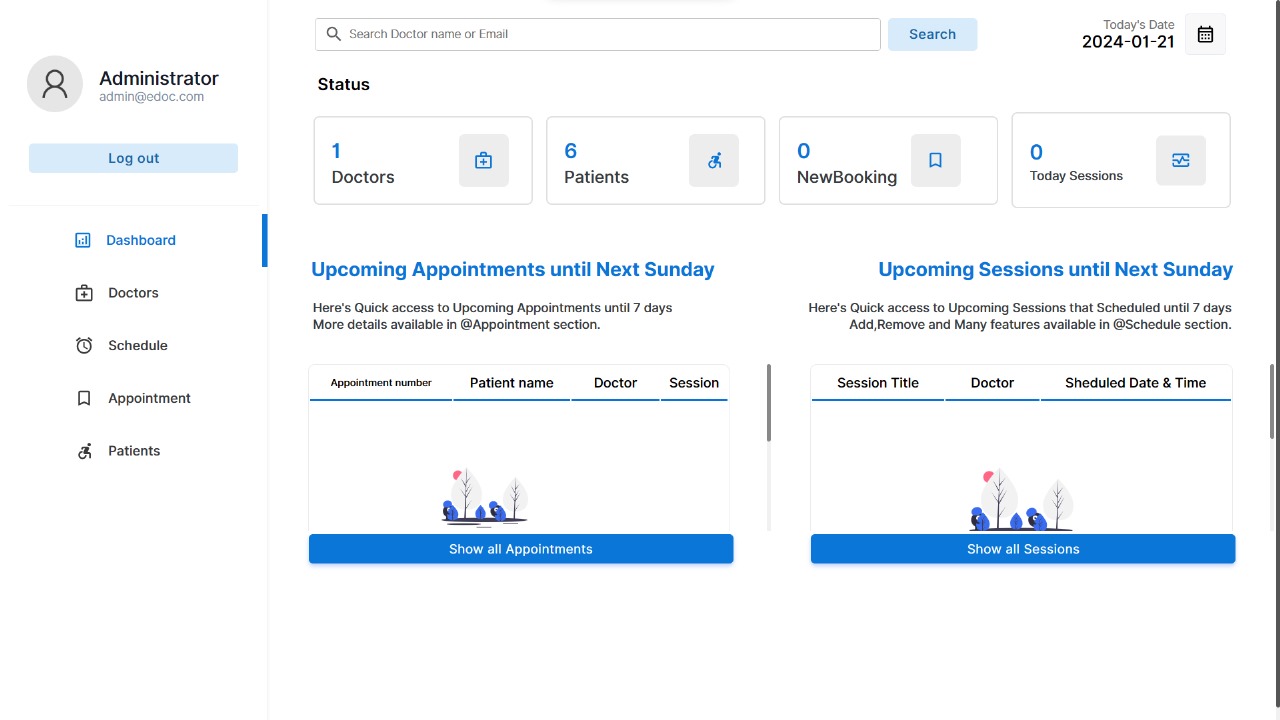 Administrator
admin@edoc.com
Log out
Dashboard
Doctors
Schedule
Appointment
Patients
Search Doctor name or Email
Search
Today's Date
2024-01-21
Status
1
Doctors
6
Patients
0
NewBooking
0
Today Sessions
Upcoming Appointments until Next Sunday
Here's Quick access to Upcoming Appointments until 7 days
More details available in @Appointment section.
Appointment number Patient name Doctor Session
Show all Appointments
Upcoming Sessions until Next Sunday
Here's Quick access to Upcoming Sessions that Scheduled until 7 days
Add,Remove and Many features available in @Schedule section.
Session Title Doctor Sheduled Date & Time
Show all Sessions